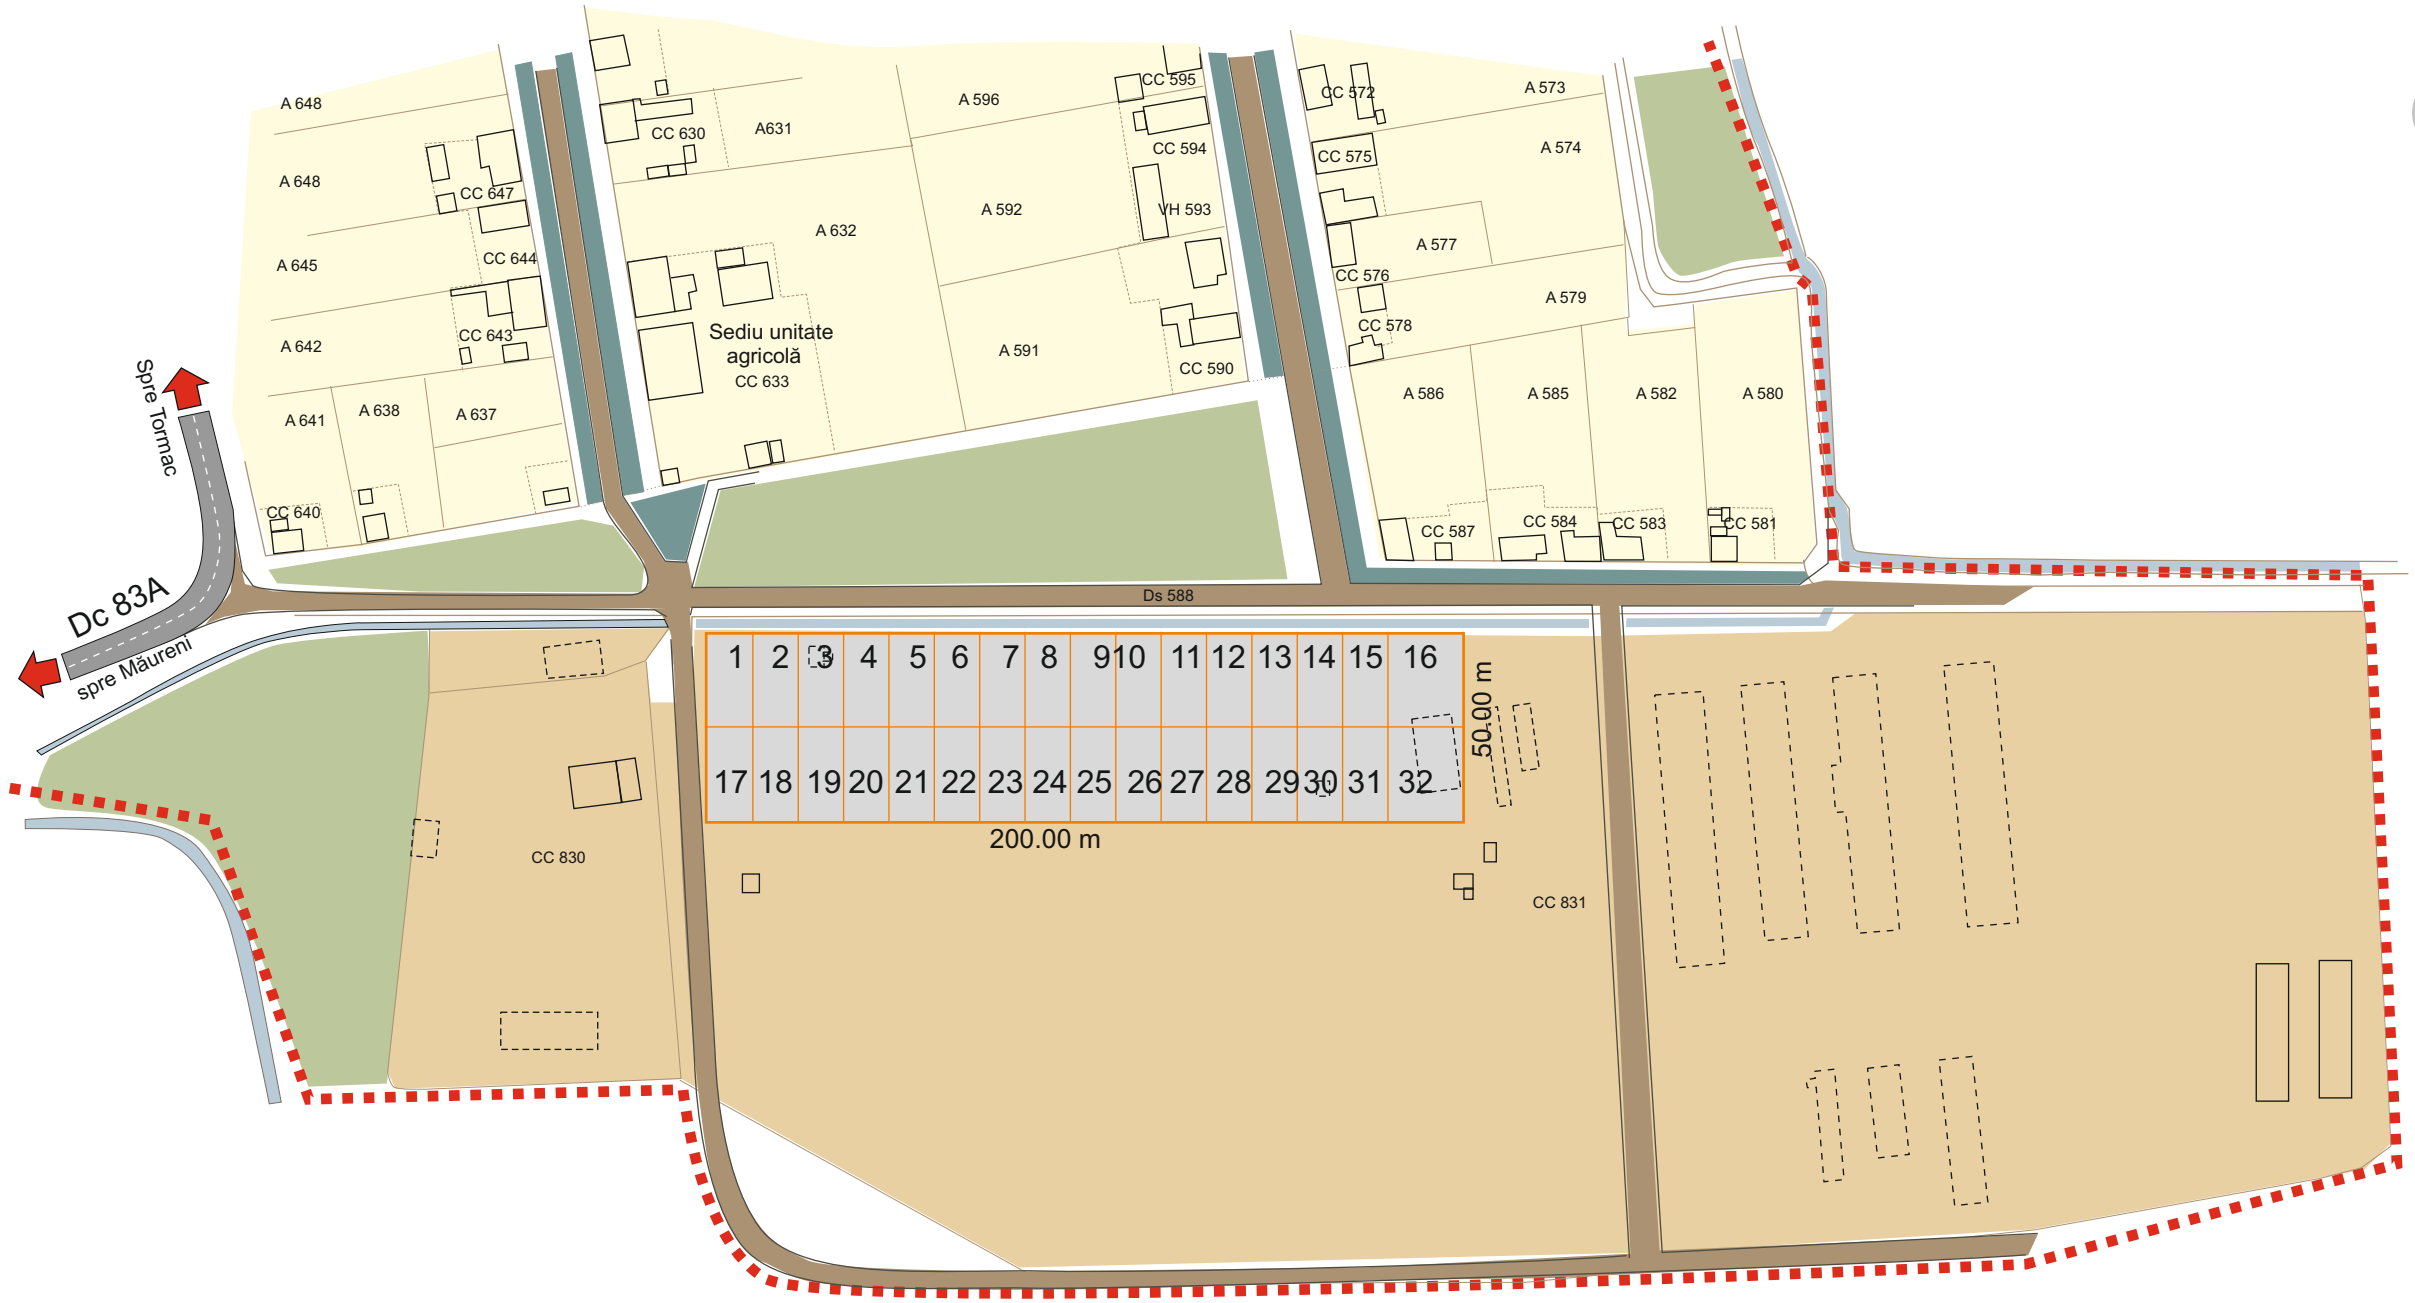 A 648
CC 595
A 573
CC 572
A 596
CC 630
A631
CC 594
A 574
CC 575
A 648
CC 647
A 592
VH 593
A 632
A 577
A 645
CC 644
CC 576
A 579
Sediu unitate
agricolă
CC 633
CC 578
A 642
CC 643
A 591
CC 590
A 586
A 585
A 582
A 580
Spre Tormac
A 641
A 638
A 637
CC 640
CC 587
CC 584
CC 583
CC 581
Dc 83A
spre Măureni
Ds 588
1 2 3 4 5 6 7 8 9 10 11 12 13 14 15 16
50.00 m
17 18 19 20 21 22 23 24 25 26 27 28 29 30 31 32
200.00 m
CC 830
CC 831